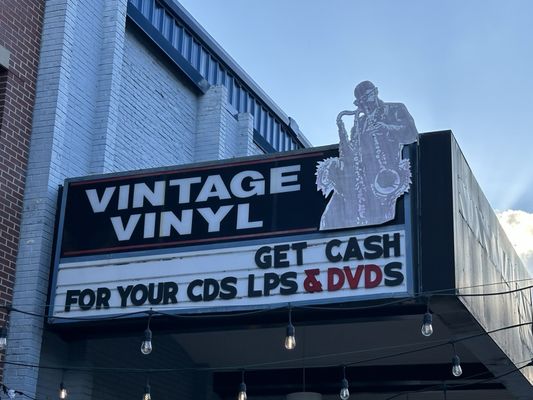 VINTAGE
VINYL
GET CASH
FOR YOUR CDS LPS & DVDS